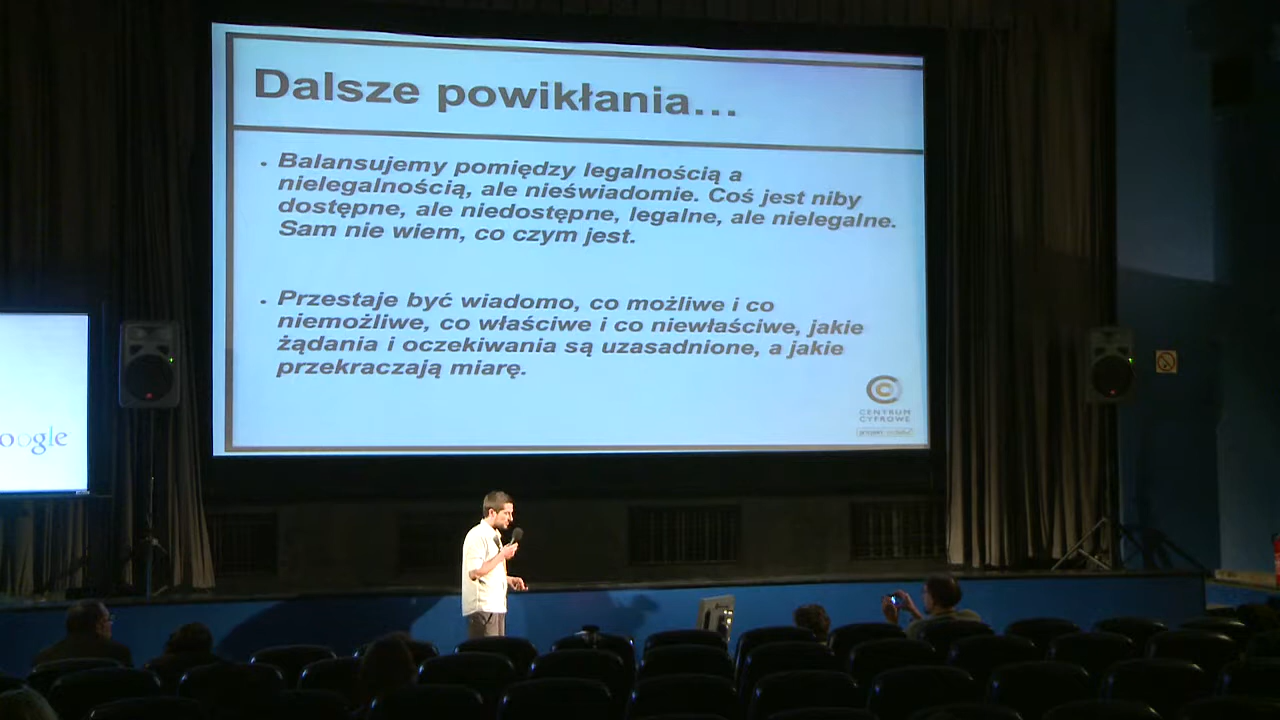 Dalsze powikłania...
. Balansujemy pomiędzy legalnością a
nielegalnością, ale nieświadomie. Coś jest niby
dostępne, ale niedostępne, legalne, ale nielegalne.
Sam nie wiem, co czym jest.
. Przestaje być wiadomo, co możliwe i co
niemożliwe, co właściwe i co niewłaściwe, jakie
żądania i oczekiwania są uzasadnione, a jakie
przekraczają miarę.
CENTRUM
CYFROWE
oogle